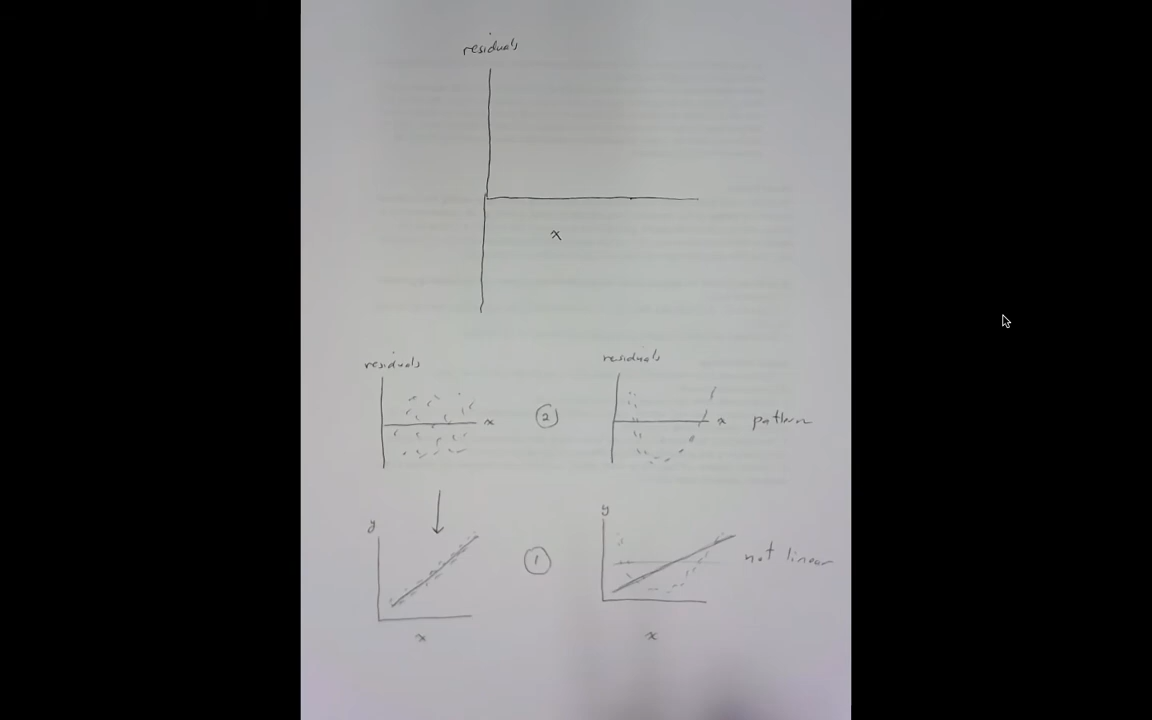 residuals
x
residuals
residuals
x
2
x
pattern
y
y
1
not linear
x
x